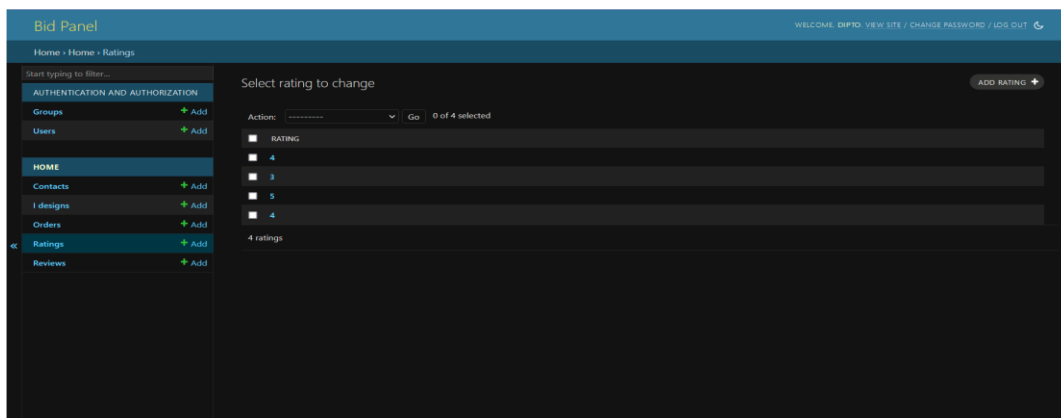 Bid Panel
WELCOME, DIPTO. VIEW SITE / CHANGE PASSWORD / LOG OUT
Home › Home › Ratings
Start typing to filter...
AUTHENTICATION AND AUTHORIZATION
Groups + Add
Users + Add
HOME
Contacts + Add
I designs + Add
Orders + Add
Ratings + Add
Reviews + Add
«
Select rating to change
ADD RATING +
Action: --------- Go 0 of 4 selected
RATING
4
3
5
4
4 ratings